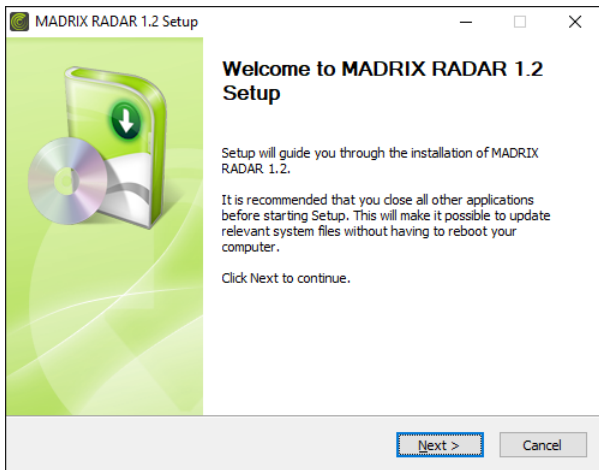 MADRIX RADAR 1.2 Setup
Welcome to MADRIX RADAR 1.2
Setup
Setup will guide you through the installation of MADRIX
RADAR 1.2.
It is recommended that you close all other applications
before starting Setup. This will make it possible to update
relevant system files without having to reboot your
computer.
Click Next to continue.
Next >
Cancel